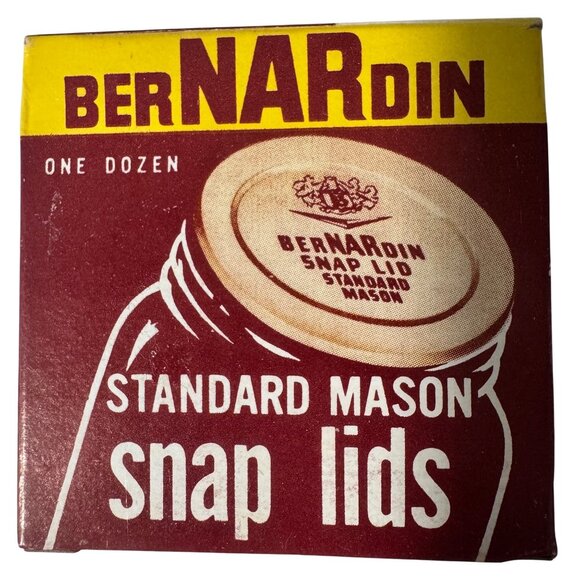 BERNARDIN
ONE DOZEN
BERNARDIN
SNAP LID
STANDARD
MASON
STANDARD MASON
snap lids